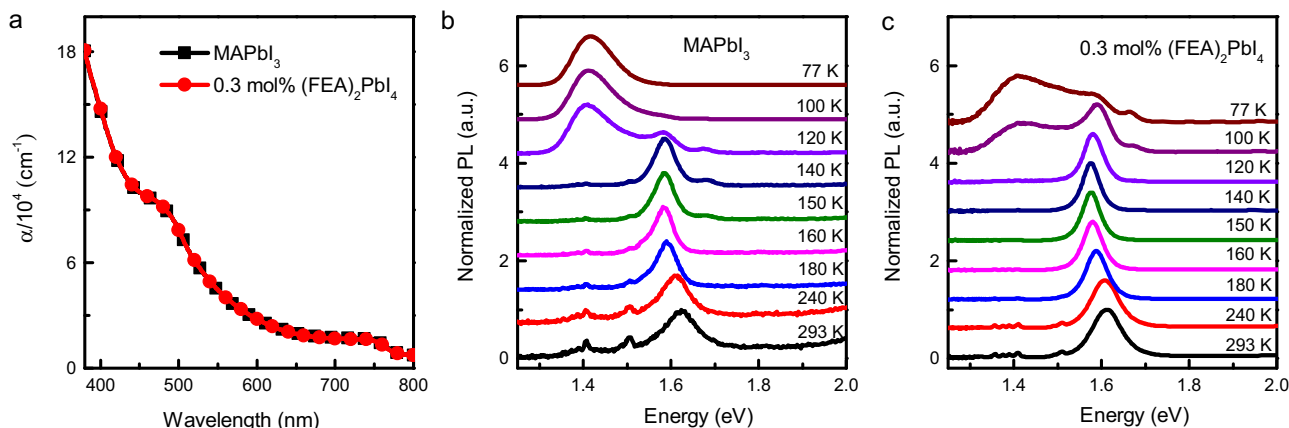 a
α/10⁴ (cm⁻¹)
18
12
6
0
MAPbI₃
0.3 mol% (FEA)₂PbI₄
400
500
600
700
800
Wavelength (nm)
b
Normalized PL (a.u.)
6
4
2
0
MAPbI₃
77 K
100 K
120 K
140 K
150 K
160 K
180 K
240 K
293 K
1.4
1.6
1.8
2.0
Energy (eV)
c
Normalized PL (a.u.)
6
4
2
0
0.3 mol% (FEA)₂PbI₄
77 K
100 K
120 K
140 K
150 K
160 K
180 K
240 K
293 K
1.4
1.6
1.8
2.0
Energy (eV)